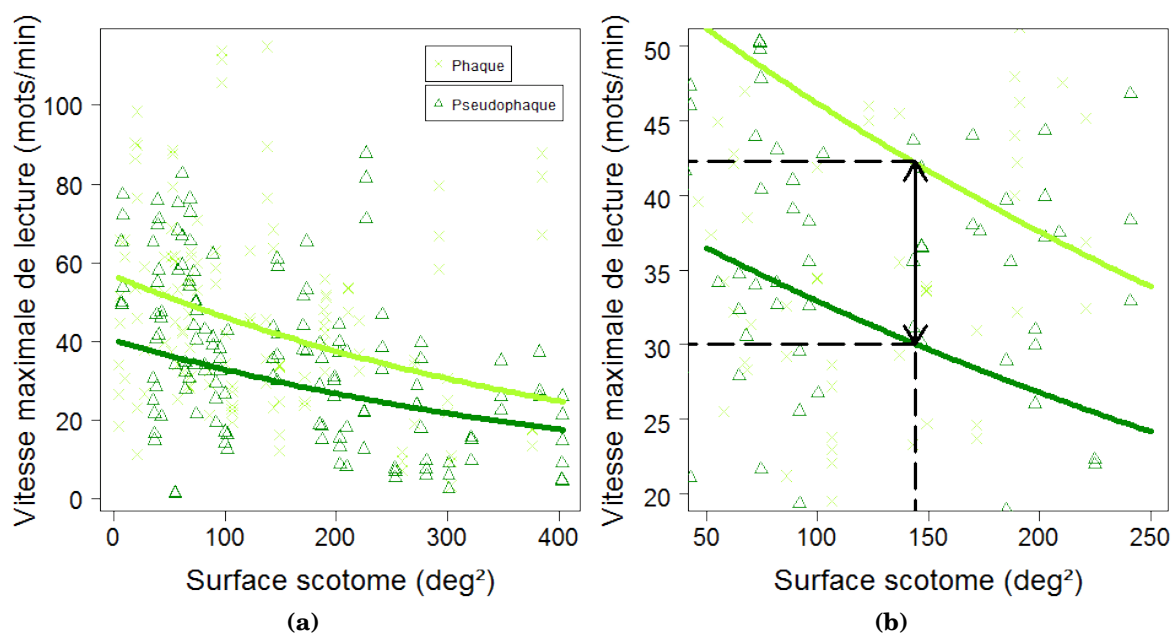 Vitesse maximale de lecture (mots/min)
100
80
60
40
20
0
Phaque
Pseudophaque
0
100
200
300
400
Surface scotome (deg²)
(a)
Vitesse maximale de lecture (mots/min)
50
45
40
35
30
25
20
50
100
150
200
250
Surface scotome (deg²)
(b)